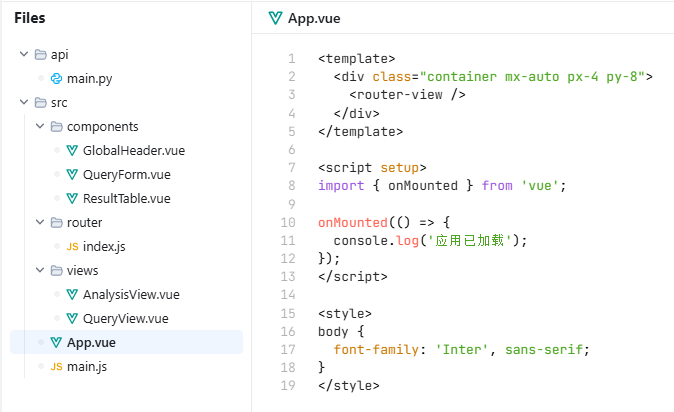 Files
api
main.py
src
components
GlobalHeader.vue
QueryForm.vue
ResultTable.vue
router
JS index.js
views
AnalysisView.vue
QueryView.vue
App.vue
JS main.js
App.vue
1 <template>
2   <div class="container mx-auto px-4 py-8">
3     <router-view />
4   </div>
5 </template>
6
7 <script setup>
8 import { onMounted } from 'vue';
9
10 onMounted(() => {
11   console.log('应用已加载');
12 });
13 </script>
14
15 <style>
16 body {
17   font-family: 'Inter', sans-serif;
18 }
19 </style>